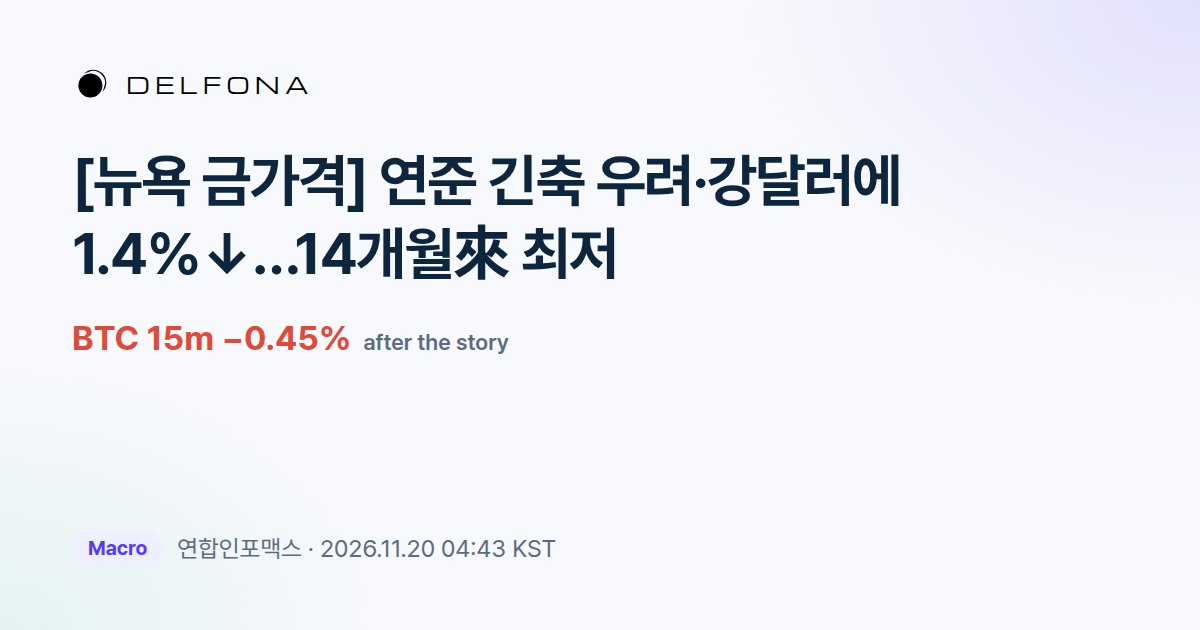 DELFONA
[뉴욕 금가격] 연준 긴축 우려·강달러에
1.4%↓…14개월來 최저
BTC 15m −0.45% after the story
Macro 연합인포맥스 · 2026.11.20 04:43 KST